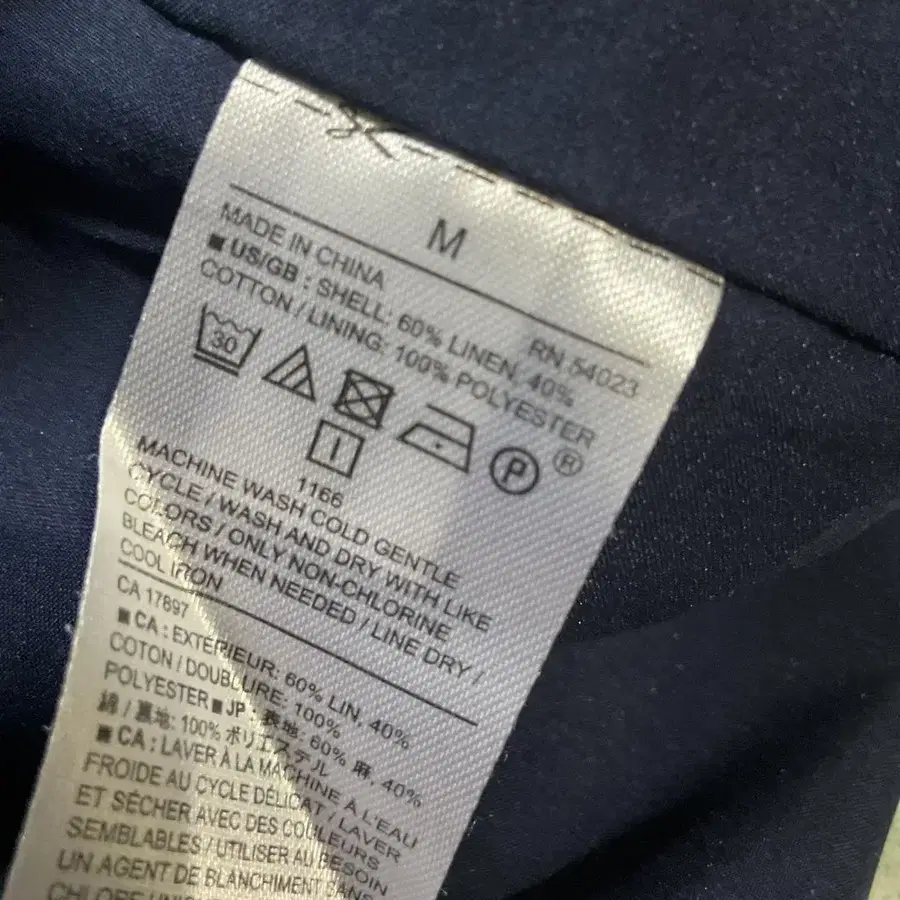 M
MADE IN CHINA RN 54023
■ US/GB : SHELL: 60% LINEN, 40%
COTTON / LINING: 100% POLYESTER
30 P ®
1166
MACHINE WASH COLD GENTLE
CYCLE / WASH AND DRY WITH LIKE
COLORS / ONLY NON-CHLORINE
BLEACH WHEN NEEDED / LINE DRY /
COOL IRON
CA 17897
■ CA : EXTÉRIEUR: 60% LIN, 40%
COTON / DOUBLURE: 100%
POLYESTER ■ JP : 表地: 60% 麻, 40%
綿 / 裏地: 100% ポリエステル
■ CA : LAVER À LA MACHINE À L'EAU
FROIDE AU CYCLE DÉLICAT / LAVER
ET SÉCHER AVEC DES COULEURS
SEMBLABLES / UTILISER AU BESOIN
UN AGENT DE BLANCHIMENT SANS